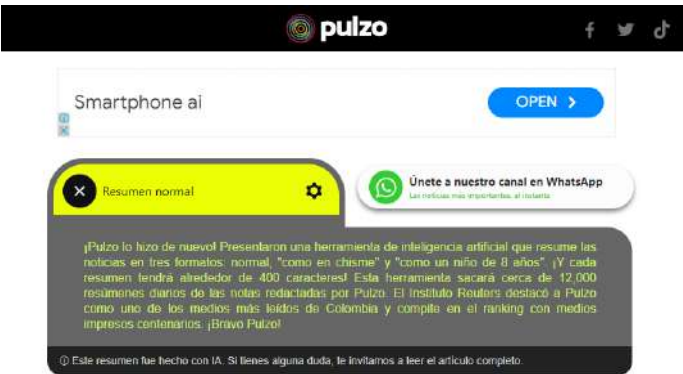 pulzo
Smartphone ai
OPEN
Resumen normal
Únete a nuestro canal en WhatsApp
Las noticias más importantes, al instante
¡Pulzo lo hizo de nuevo! Presentaron una herramienta de inteligencia artificial que resume las
noticias en tres formatos: normal, "como en chisme" y "como un niño de 8 años". ¡Y cada
resumen tendrá alrededor de 400 caracteres! Esta herramienta sacará cerca de 12,000
resúmenes diarios de las notas redactadas por Pulzo. El Instituto Reuters destacó a Pulzo
como uno de los medios más leídos de Colombia y compite en el ranking con medios
impresos centenarios. ¡Bravo Pulzo!
Este resumen fue hecho con IA. Si tienes alguna duda, te invitamos a leer el artículo completo.